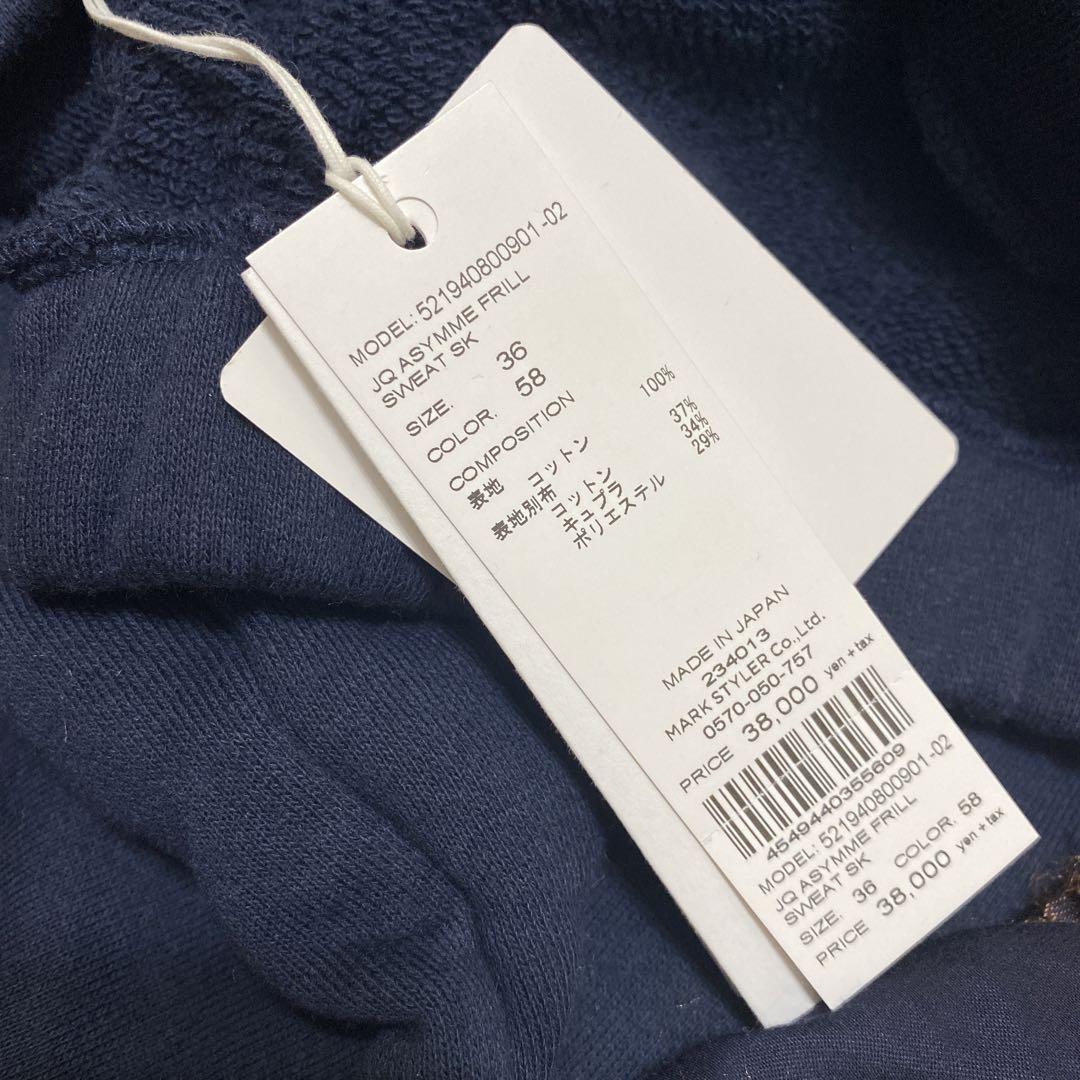 MODEL: 521940800901 -02
JQ ASYMME FRILL
SWEAT SK
SIZE. 36
COLOR. 58
COMPOSITION
表地 コットン 100%
表地別布 コットン 37%
キュプラ 34%
ポリエステル 29%
MADE IN JAPAN
234013
MARK STYLER Co.,Ltd.
0570-050-757
PRICE 38,000 yen + tax
4549440355609
MODEL: 521940800901 -02
JQ ASYMME FRILL
SWEAT SK
SIZE. 36 COLOR. 58
PRICE 38,000 yen + tax